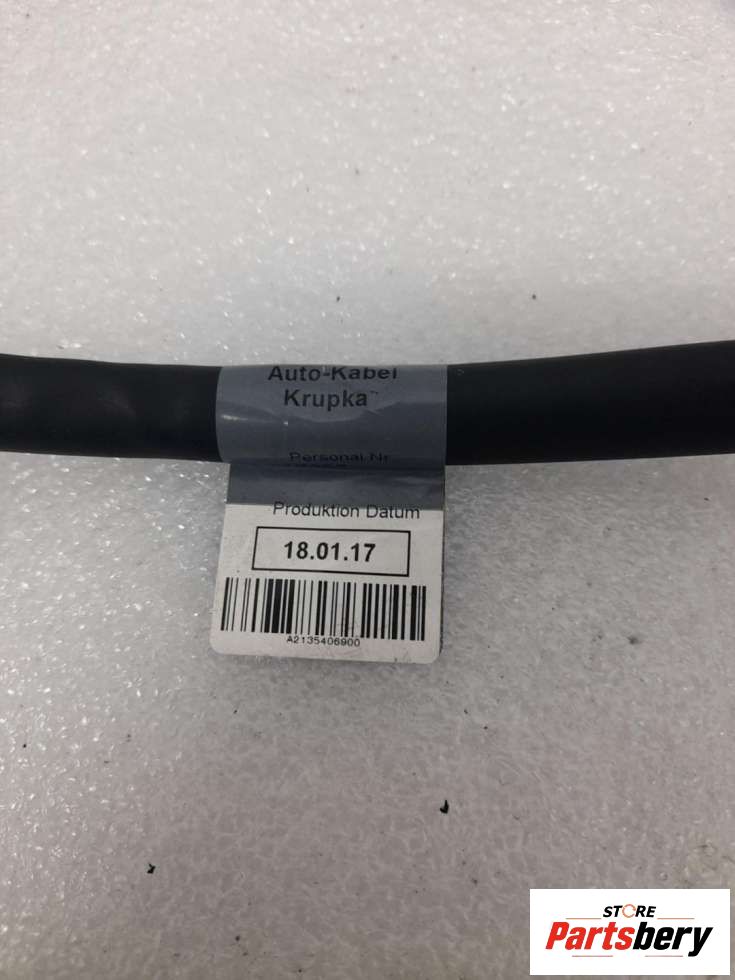 Auto-Kabel
Krupka
Personal Nr
Produktion Datum
18.01.17
A2135406900
STORE
Partsbery